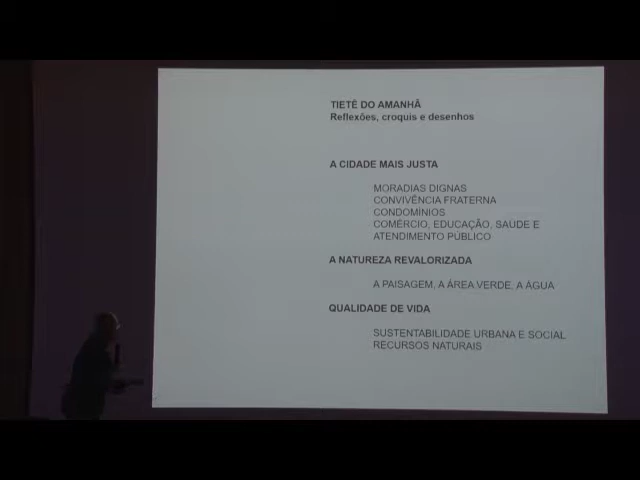 TIETÊ DO AMANHÃ
Reflexões, croquis e desenhos
A CIDADE MAIS JUSTA
MORADIAS DIGNAS
CONVIVÊNCIA FRATERNA
CONDOMÍNIOS
COMÉRCIO, EDUCAÇÃO, SAÚDE E
ATENDIMENTO PÚBLICO
A NATUREZA REVALORIZADA
A PAISAGEM, A ÁREA VERDE, A ÁGUA
QUALIDADE DE VIDA
SUSTENTABILIDADE URBANA E SOCIAL
RECURSOS NATURAIS